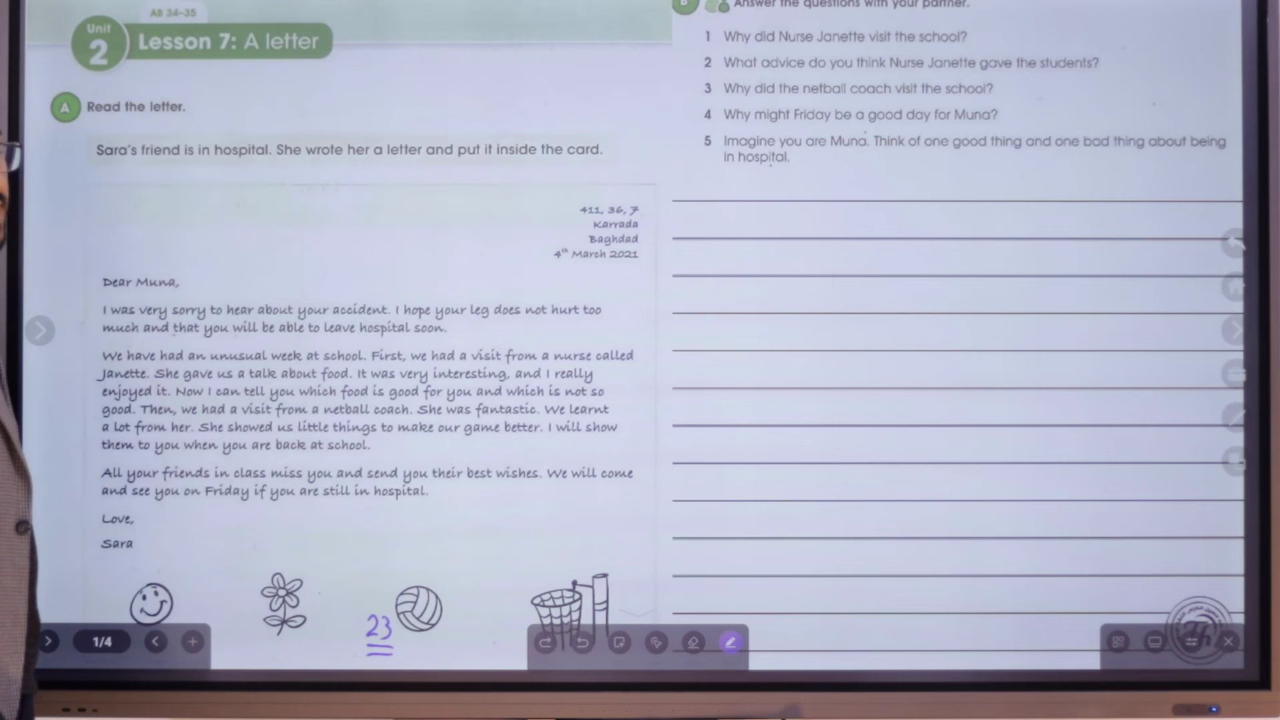 AB 34-35
Unit
2
Lesson 7: A letter
A
Read the letter.
Sara's friend is in hospital. She wrote her a letter and put it inside the card.
411, 36, 7
Karrada
Baghdad
4th March 2021
Dear Muna,
I was very sorry to hear about your accident. I hope your leg does not hurt too
much and that you will be able to leave hospital soon.
We have had an unusual week at school. First, we had a visit from a nurse called
Janette. She gave us a talk about food. It was very interesting, and I really
enjoyed it. Now I can tell you which food is good for you and which is not so
good. Then, we had a visit from a netball coach. She was fantastic. We learnt
a lot from her. She showed us little things to make our game better. I will show
them to you when you are back at school.
All your friends in class miss you and send you their best wishes. We will come
and see you on Friday if you are still in hospital.
Love,
Sara
23
1/4
Answer the questions with your partner.
1 Why did Nurse Janette visit the school?
2 What advice do you think Nurse Janette gave the students?
3 Why did the netball coach visit the school?
4 Why might Friday be a good day for Muna?
5 Imagine you are Muna. Think of one good thing and one bad thing about being
in hospital.